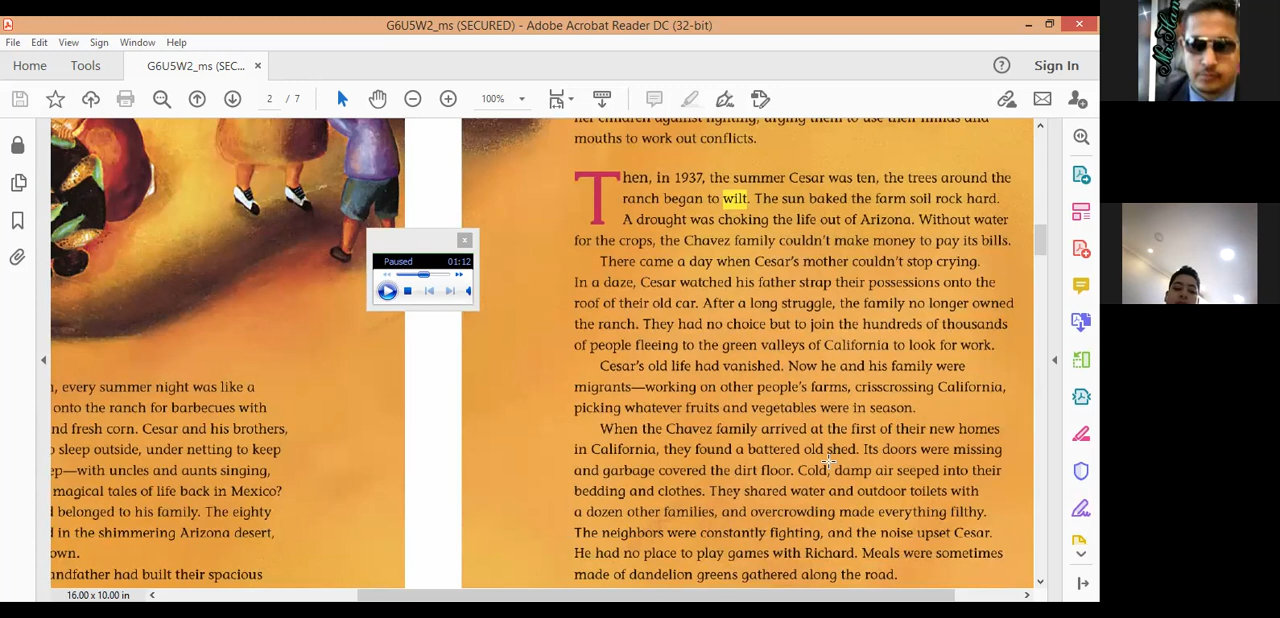 G6U5W2_ms (SECURED) - Adobe Acrobat Reader DC (32-bit)
File Edit View Sign Window Help
Home Tools G6U5W2_ms (SEC... × Sign In
2 / 7 100%
her children against fighting, urging them to use their minds and
mouths to work out conflicts.
Then, in 1937, the summer Cesar was ten, the trees around the
ranch began to wilt. The sun baked the farm soil rock hard.
A drought was choking the life out of Arizona. Without water
for the crops, the Chavez family couldn't make money to pay its bills.
There came a day when Cesar's mother couldn't stop crying.
In a daze, Cesar watched his father strap their possessions onto the
roof of their old car. After a long struggle, the family no longer owned
the ranch. They had no choice but to join the hundreds of thousands
of people fleeing to the green valleys of California to look for work.
Cesar's old life had vanished. Now he and his family were
migrants—working on other people's farms, crisscrossing California,
picking whatever fruits and vegetables were in season.
When the Chavez family arrived at the first of their new homes
in California, they found a battered old shed. Its doors were missing
and garbage covered the dirt floor. Cold, damp air seeped into their
bedding and clothes. They shared water and outdoor toilets with
a dozen other families, and overcrowding made everything filthy.
The neighbors were constantly fighting, and the noise upset Cesar.
He had no place to play games with Richard. Meals were sometimes
made of dandelion greens gathered along the road.
Paused 01:12
, every summer night was like a
onto the ranch for barbecues with
nd fresh corn. Cesar and his brothers,
o sleep outside, under netting to keep
ep—with uncles and aunts singing,
magical tales of life back in Mexico?
d belonged to his family. The eighty
d in the shimmering Arizona desert,
own.
andfather had built their spacious
16.00 x 10.00 in